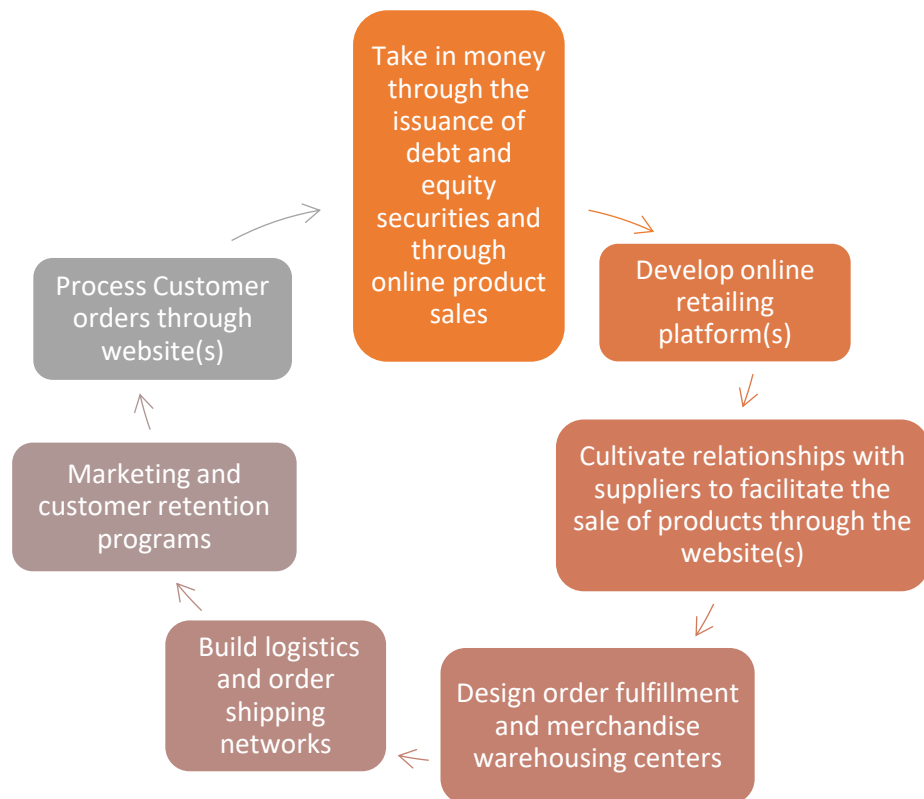 Take in money
through the
issuance of
debt and
equity
securities and
through
online product
sales
Develop online
retailing
platform(s)
Cultivate relationships with
suppliers to facilitate the
sale of products through the
website(s)
Design order fulfillment
and merchandise
warehousing centers
Build logistics
and order
shipping
networks
Marketing and
customer retention
programs
Process Customer
orders through
website(s)